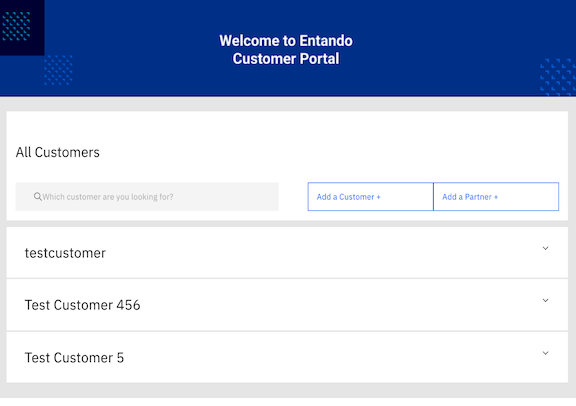 Welcome to Entando
Customer Portal
All Customers
Which customer are you looking for?
Add a Customer +
Add a Partner +
testcustomer
Test Customer 456
Test Customer 5